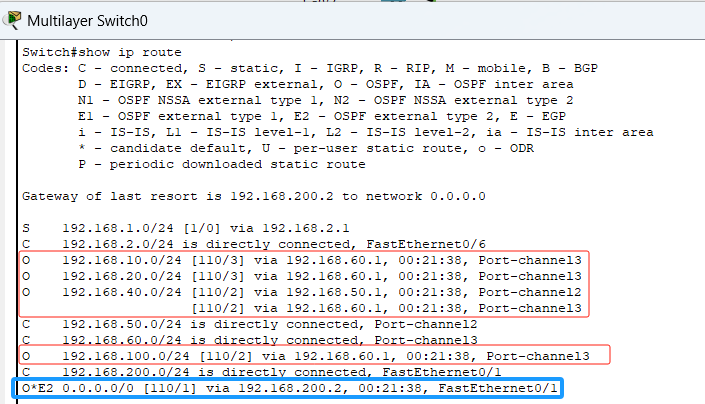 Multilayer Switch0
Switch#show ip route
Codes: C - connected, S - static, I - IGRP, R - RIP, M - mobile, B - BGP
D - EIGRP, EX - EIGRP external, O - OSPF, IA - OSPF inter area
N1 - OSPF NSSA external type 1, N2 - OSPF NSSA external type 2
E1 - OSPF external type 1, E2 - OSPF external type 2, E - EGP
i - IS-IS, L1 - IS-IS level-1, L2 - IS-IS level-2, ia - IS-IS inter area
* - candidate default, U - per-user static route, o - ODR
P - periodic downloaded static route
Gateway of last resort is 192.168.200.2 to network 0.0.0.0
S 192.168.1.0/24 [1/0] via 192.168.2.1
C 192.168.2.0/24 is directly connected, FastEthernet0/6
O 192.168.10.0/24 [110/3] via 192.168.60.1, 00:21:38, Port-channel3
O 192.168.20.0/24 [110/3] via 192.168.60.1, 00:21:38, Port-channel3
O 192.168.40.0/24 [110/2] via 192.168.50.1, 00:21:38, Port-channel2
[110/2] via 192.168.60.1, 00:21:38, Port-channel3
C 192.168.50.0/24 is directly connected, Port-channel2
C 192.168.60.0/24 is directly connected, Port-channel3
O 192.168.100.0/24 [110/2] via 192.168.60.1, 00:21:38, Port-channel3
C 192.168.200.0/24 is directly connected, FastEthernet0/1
O*E2 0.0.0.0/0 [110/1] via 192.168.200.2, 00:21:38, FastEthernet0/1